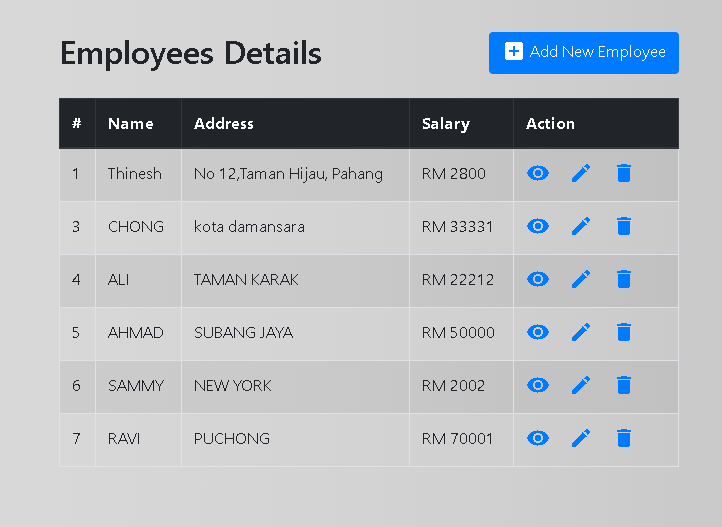 Employees Details
Add New Employee
# Name Address Salary Action
1 Thinesh No 12,Taman Hijau, Pahang RM 2800
3 CHONG kota damansara RM 33331
4 ALI TAMAN KARAK RM 22212
5 AHMAD SUBANG JAYA RM 50000
6 SAMMY NEW YORK RM 2002
7 RAVI PUCHONG RM 70001